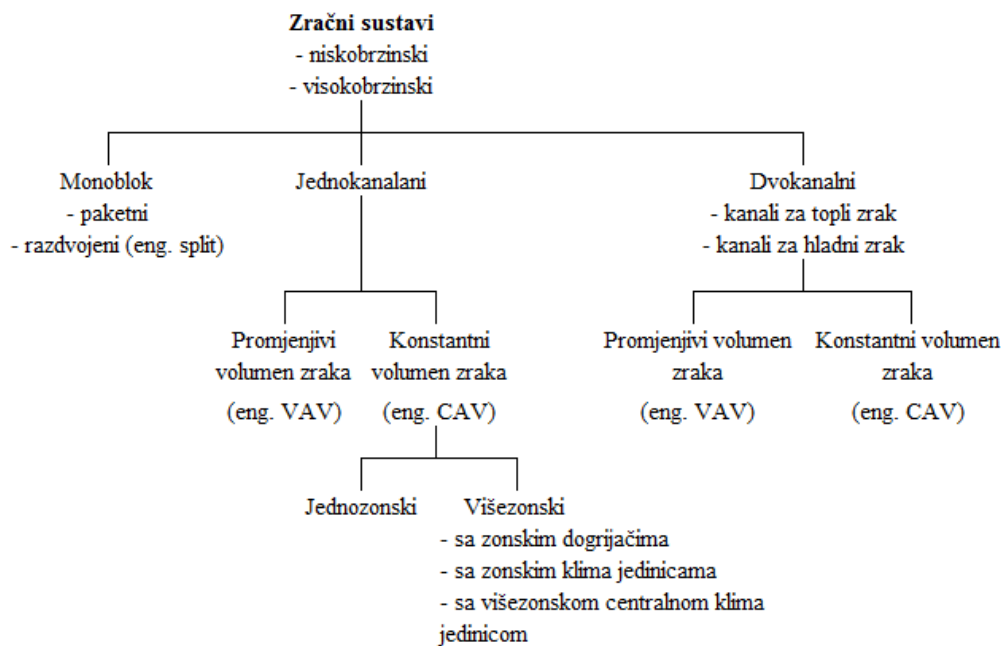 Zračni sustavi
- niskobrzinski
- visokobrzinski
Monoblok
- paketni
- razdvojeni (eng. split)
Jednokanalani
Dvokanalni
- kanali za topli zrak
- kanali za hladni zrak
Promjenjivi
volumen zraka
(eng. VAV)
Konstantni
volumen zraka
(eng. CAV)
Promjenjivi volumen
zraka
(eng. VAV)
Konstantni volumen
zraka
(eng. CAV)
Jednozonski
Višezonski
- sa zonskim dogrijačima
- sa zonskim klima jedinicama
- sa višezonskom centralnom klima
jedinicom